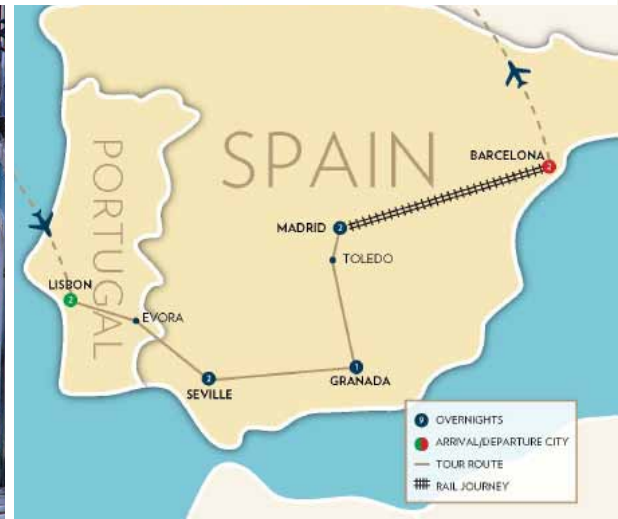 SPAIN
PORTUGAL
BARCELONA
2
MADRID
2
TOLEDO
LISBON
2
EVORA
2
SEVILLE
1
GRANADA
9 OVERNIGHTS
ARRIVAL/DEPARTURE CITY
TOUR ROUTE
RAIL JOURNEY